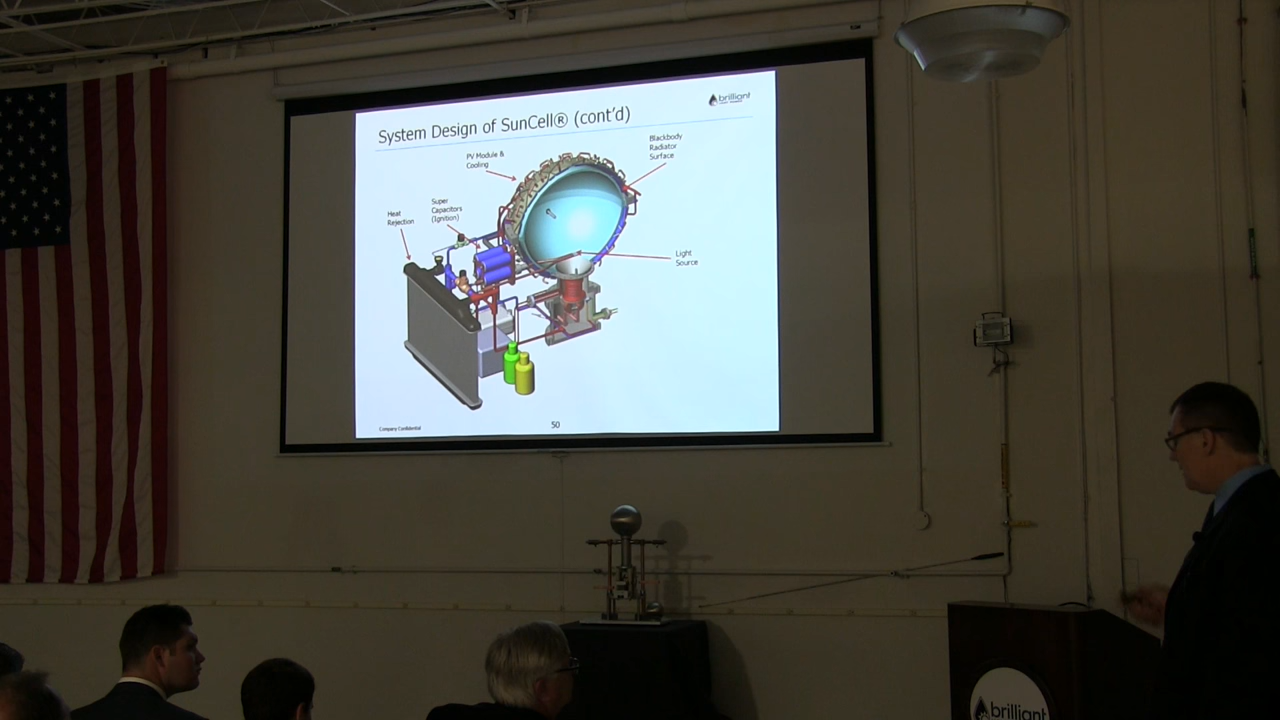 System Design of SunCell® (cont'd)
brilliant
PV Module &
Cooling
Blackbody
Radiator
Surface
Super
Capacitors
(Ignition)
Heat
Rejection
Light
Source
Company Confidential
50
brilliant